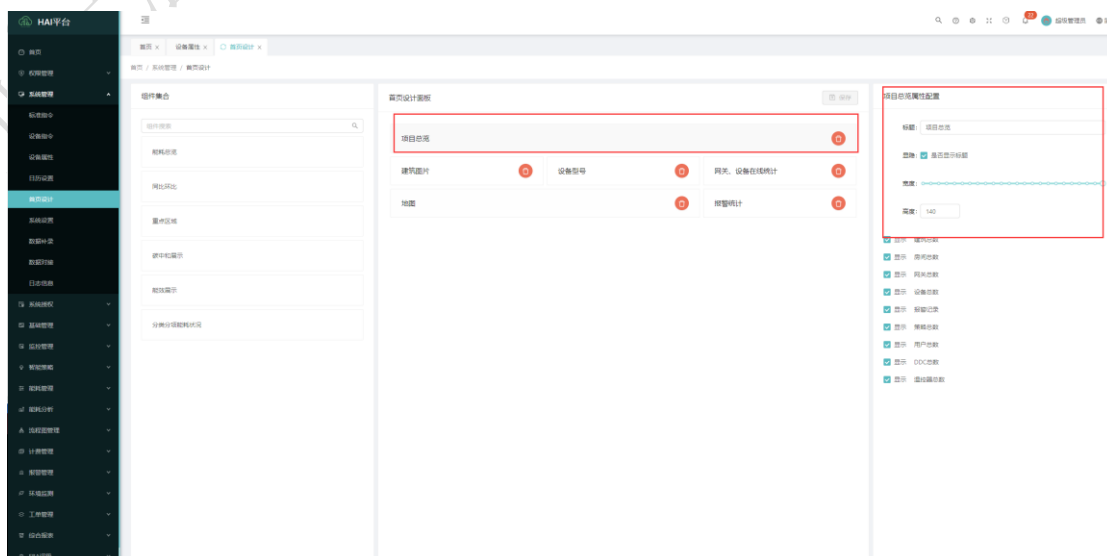 HAI平台
首页
权限管理
系统管理
标准指令
设备指令
设备属性
日历设置
首页设计
系统设置
数据补录
数据对接
日志信息
系统授权
基础管理
监控管理
智能策略
能耗管理
能耗分析
流程图管理
计费管理
报警管理
环境监测
工单管理
综合报表
22
超级管理员
首页 × 设备属性 × 首页设计 ×
首页 / 系统管理 / 首页设计
组件集合
组件搜索
能耗总览
同比环比
重点区域
碳中和展示
能效展示
分类分项能耗状况
首页设计面板
保存
项目总览
建筑图片 设备型号 网关、设备在线统计
地图 报警统计
项目总览属性配置
标题: 项目总览
显隐: 是否显示标题
宽度:
高度: 140
显示 建筑总数
显示 房间总数
显示 网关总数
显示 设备总数
显示 报警记录
显示 策略总数
显示 用户总数
显示 DDC总数
显示 温控器总数